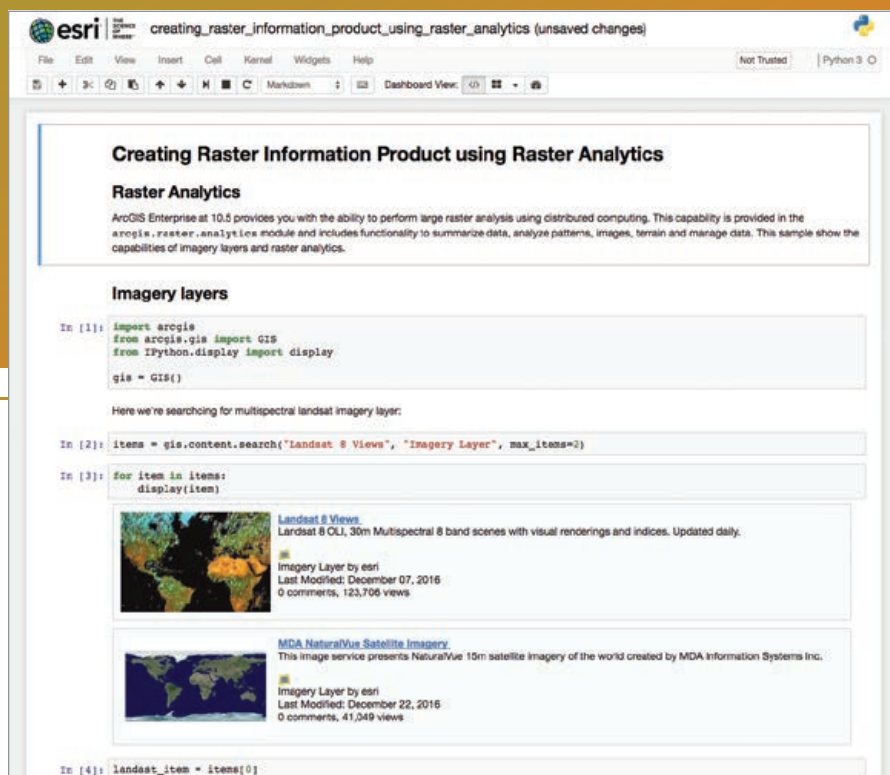 esri THE SCIENCE OF WHERE™ creating_raster_information_product_using_raster_analytics (unsaved changes)
File Edit View Insert Cell Kernel Widgets Help Not Trusted Python 3
Markdown Dashboard View:
Creating Raster Information Product using Raster Analytics
Raster Analytics
ArcGIS Enterprise at 10.5 provides you with the ability to perform large raster analysis using distributed computing. This capability is provided in the
arcgis.raster.analytics module and includes functionality to summarize data, analyze patterns, images, terrain and manage data. This sample show the
capabilities of imagery layers and raster analytics.
Imagery layers
In [1]: import arcgis
from arcgis.gis import GIS
from IPython.display import display
gis = GIS()
Here we're searchcing for multispectral landsat imagery layer:
In [2]: items = gis.content.search("Landsat 8 Views", "Imagery Layer", max_items=2)
In [3]: for item in items:
display(item)
Landsat 8 Views
Landsat 8 OLI, 30m Multispectral 8 band scenes with visual renderings and indices. Updated daily.
Imagery Layer by esri
Last Modified: December 07, 2016
0 comments, 123,706 views
MDA NaturalVue Satellite Imagery
This image service presents NaturalVue 15m satellite imagery of the world created by MDA Information Systems Inc.
Imagery Layer by esri
Last Modified: December 22, 2016
0 comments, 41,049 views
In [4]: landast_item = items[0]